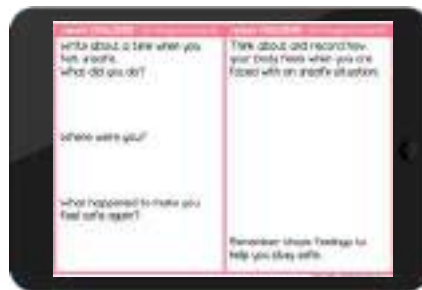 Write about a time when you
felt unsafe.
What did you do?
Where were you?
What happened to make you
feel safe again?
Think about and record how
your body feels when you are
faced with an unsafe situation.
Remember these feelings to
help you stay safe.